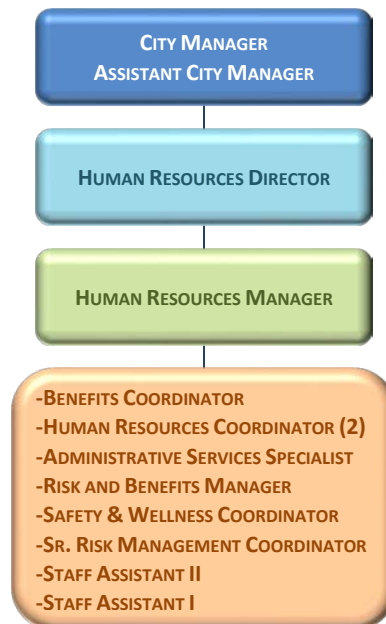 CITY MANAGER
ASSISTANT CITY MANAGER
HUMAN RESOURCES DIRECTOR
HUMAN RESOURCES MANAGER
-BENEFITS COORDINATOR
-HUMAN RESOURCES COORDINATOR (2)
-ADMINISTRATIVE SERVICES SPECIALIST
-RISK AND BENEFITS MANAGER
-SAFETY & WELLNESS COORDINATOR
-SR. RISK MANAGEMENT COORDINATOR
-STAFF ASSISTANT II
-STAFF ASSISTANT I